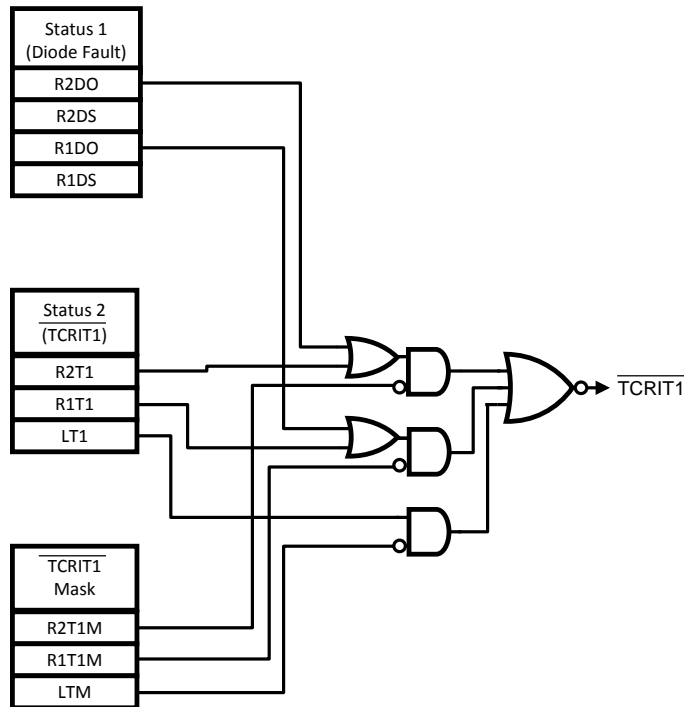 Status 1
(Diode Fault)
R2DO
R2DS
R1DO
R1DS
Status 2
(TCRIT1)
R2T1
R1T1
LT1
TCRIT1
TCRIT1
Mask
R2T1M
R1T1M
LTM